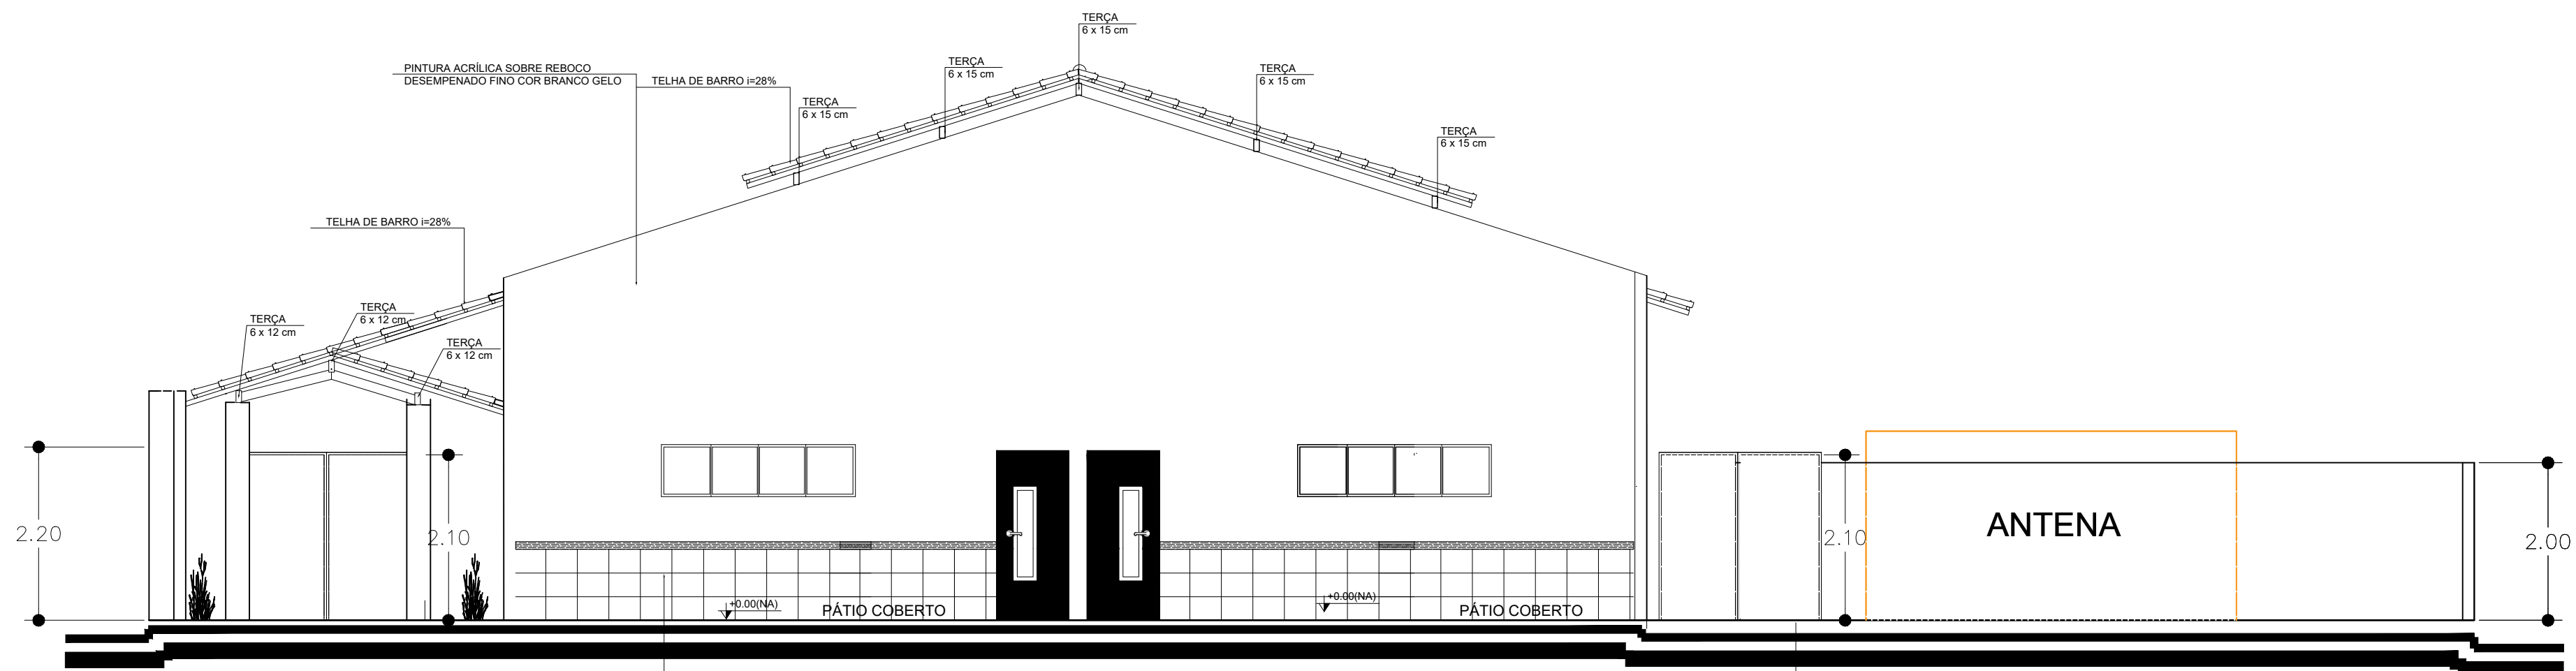 TERÇA
6 x 15 cm
TERÇA
6 x 15 cm
PINTURA ACRÍLICA SOBRE REBOCO
DESEMPENADO FINO COR BRANCO GELO
TELHA DE BARRO i=28%
TERÇA
6 x 15 cm
TERÇA
6 x 15 cm
TERÇA
6 x 15 cm
TELHA DE BARRO i=28%
TERÇA
6 x 12 cm
TERÇA
6 x 12 cm
TERÇA
6 x 12 cm
2.20
2.10
2.10
ANTENA
2.00
+0.00(NA)
PÁTIO COBERTO
+0.00(NA)
PÁTIO COBERTO